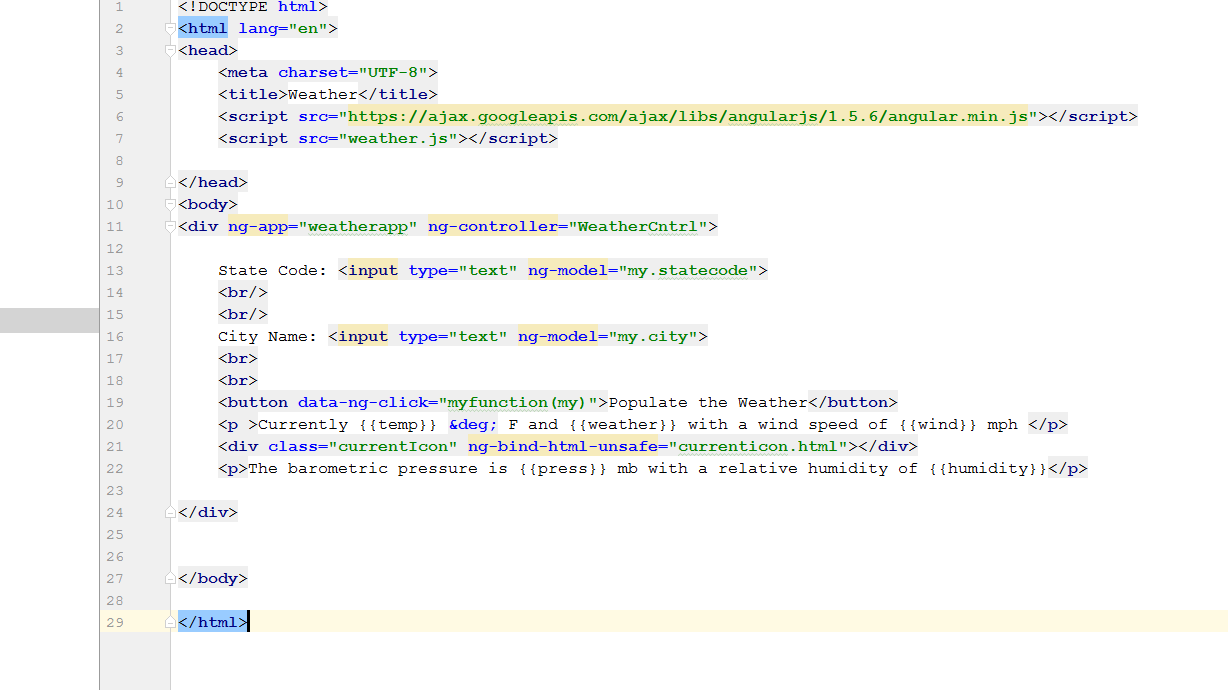 1 <!DOCTYPE html>
2 <html lang="en">
3 <head>
4 <meta charset="UTF-8">
5 <title>Weather</title>
6 <script src="https://ajax.googleapis.com/ajax/libs/angularjs/1.5.6/angular.min.js"></script>
7 <script src="weather.js"></script>
8
9 </head>
10 <body>
11 <div ng-app="weatherapp" ng-controller="WeatherCntrl">
12
13 State Code: <input type="text" ng-model="my.statecode">
14 <br/>
15 <br/>
16 City Name: <input type="text" ng-model="my.city">
17 <br>
18 <br>
19 <button data-ng-click="myfunction(my)">Populate the Weather</button>
20 <p >Currently {{temp}} &deg; F and {{weather}} with a wind speed of {{wind}} mph </p>
21 <div class="currentIcon" ng-bind-html-unsafe="currenticon.html"></div>
22 <p>The barometric pressure is {{press}} mb with a relative humidity of {{humidity}}</p>
23
24 </div>
25
26
27 </body>
28
29 </html>